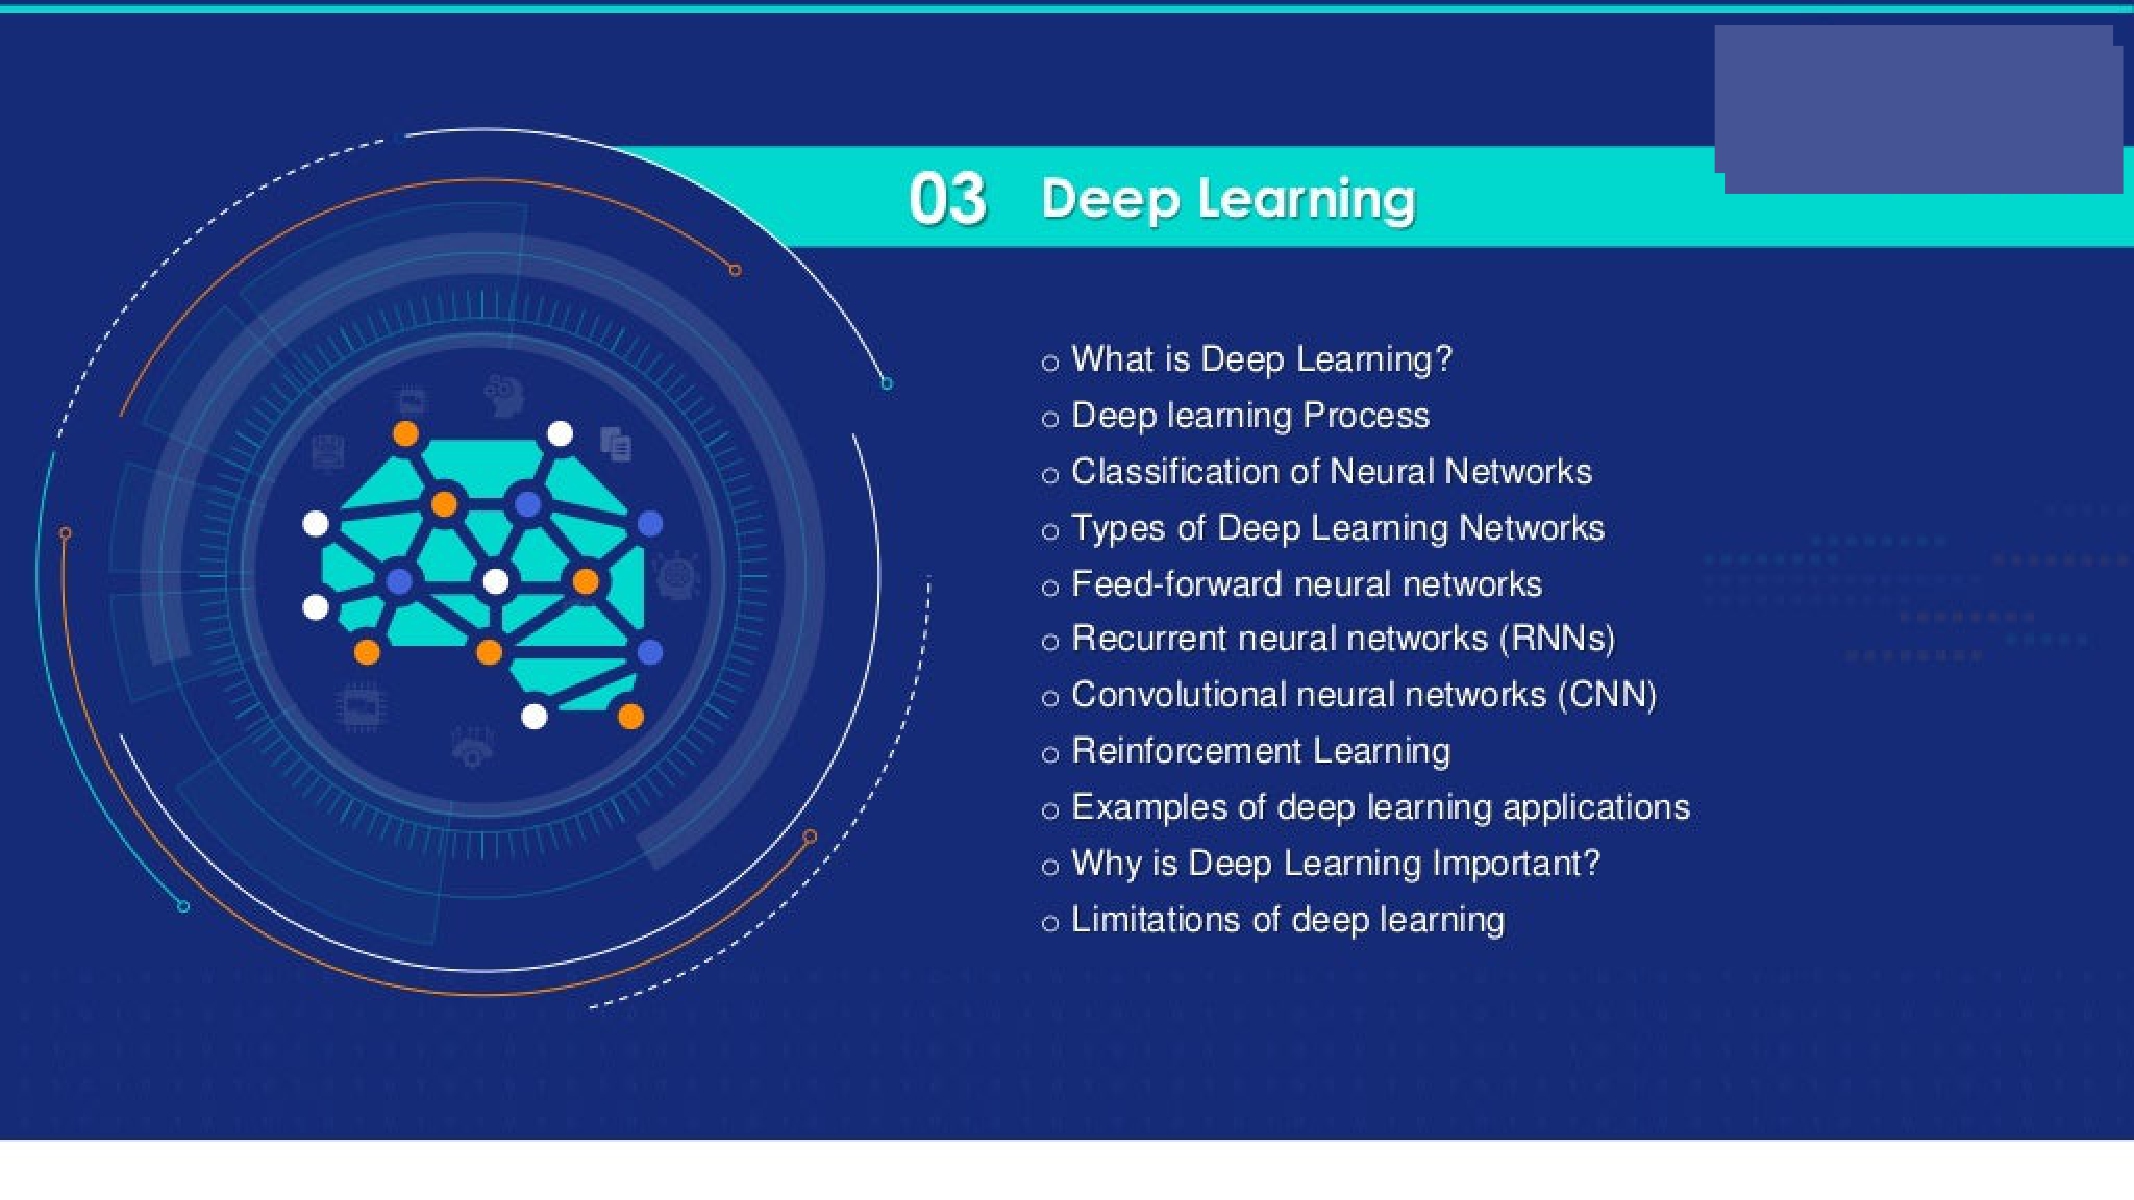 03 Deep Learning
o What is Deep Learning?
o Deep learning Process
o Classification of Neural Networks
o Types of Deep Learning Networks
o Feed-forward neural networks
o Recurrent neural networks (RNNs)
o Convolutional neural networks (CNN)
o Reinforcement Learning
o Examples of deep learning applications
o Why is Deep Learning Important?
o Limitations of deep learning